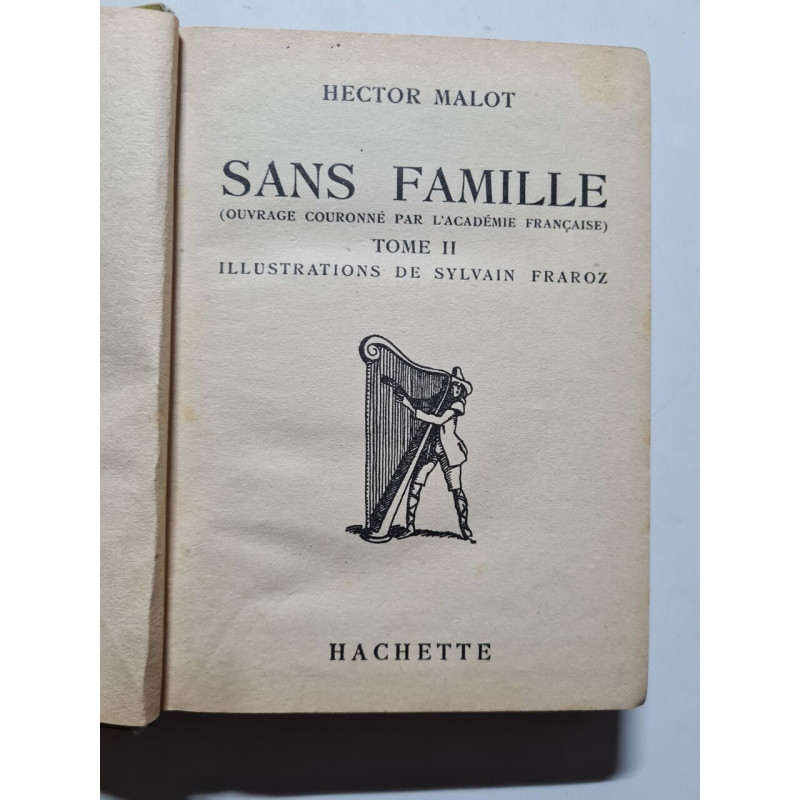 HECTOR MALOT
SANS FAMILLE
(OUVRAGE COURONNÉ PAR L'ACADÉMIE FRANÇAISE)
TOME II
ILLUSTRATIONS DE SYLVAIN FRAROZ
HACHETTE